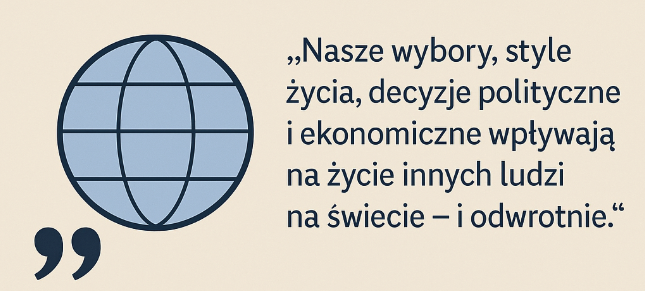 „Nasze wybory, style
życia, decyzje polityczne
i ekonomiczne wpływają
na życie innych ludzi
na świecie – i odwrotnie.“